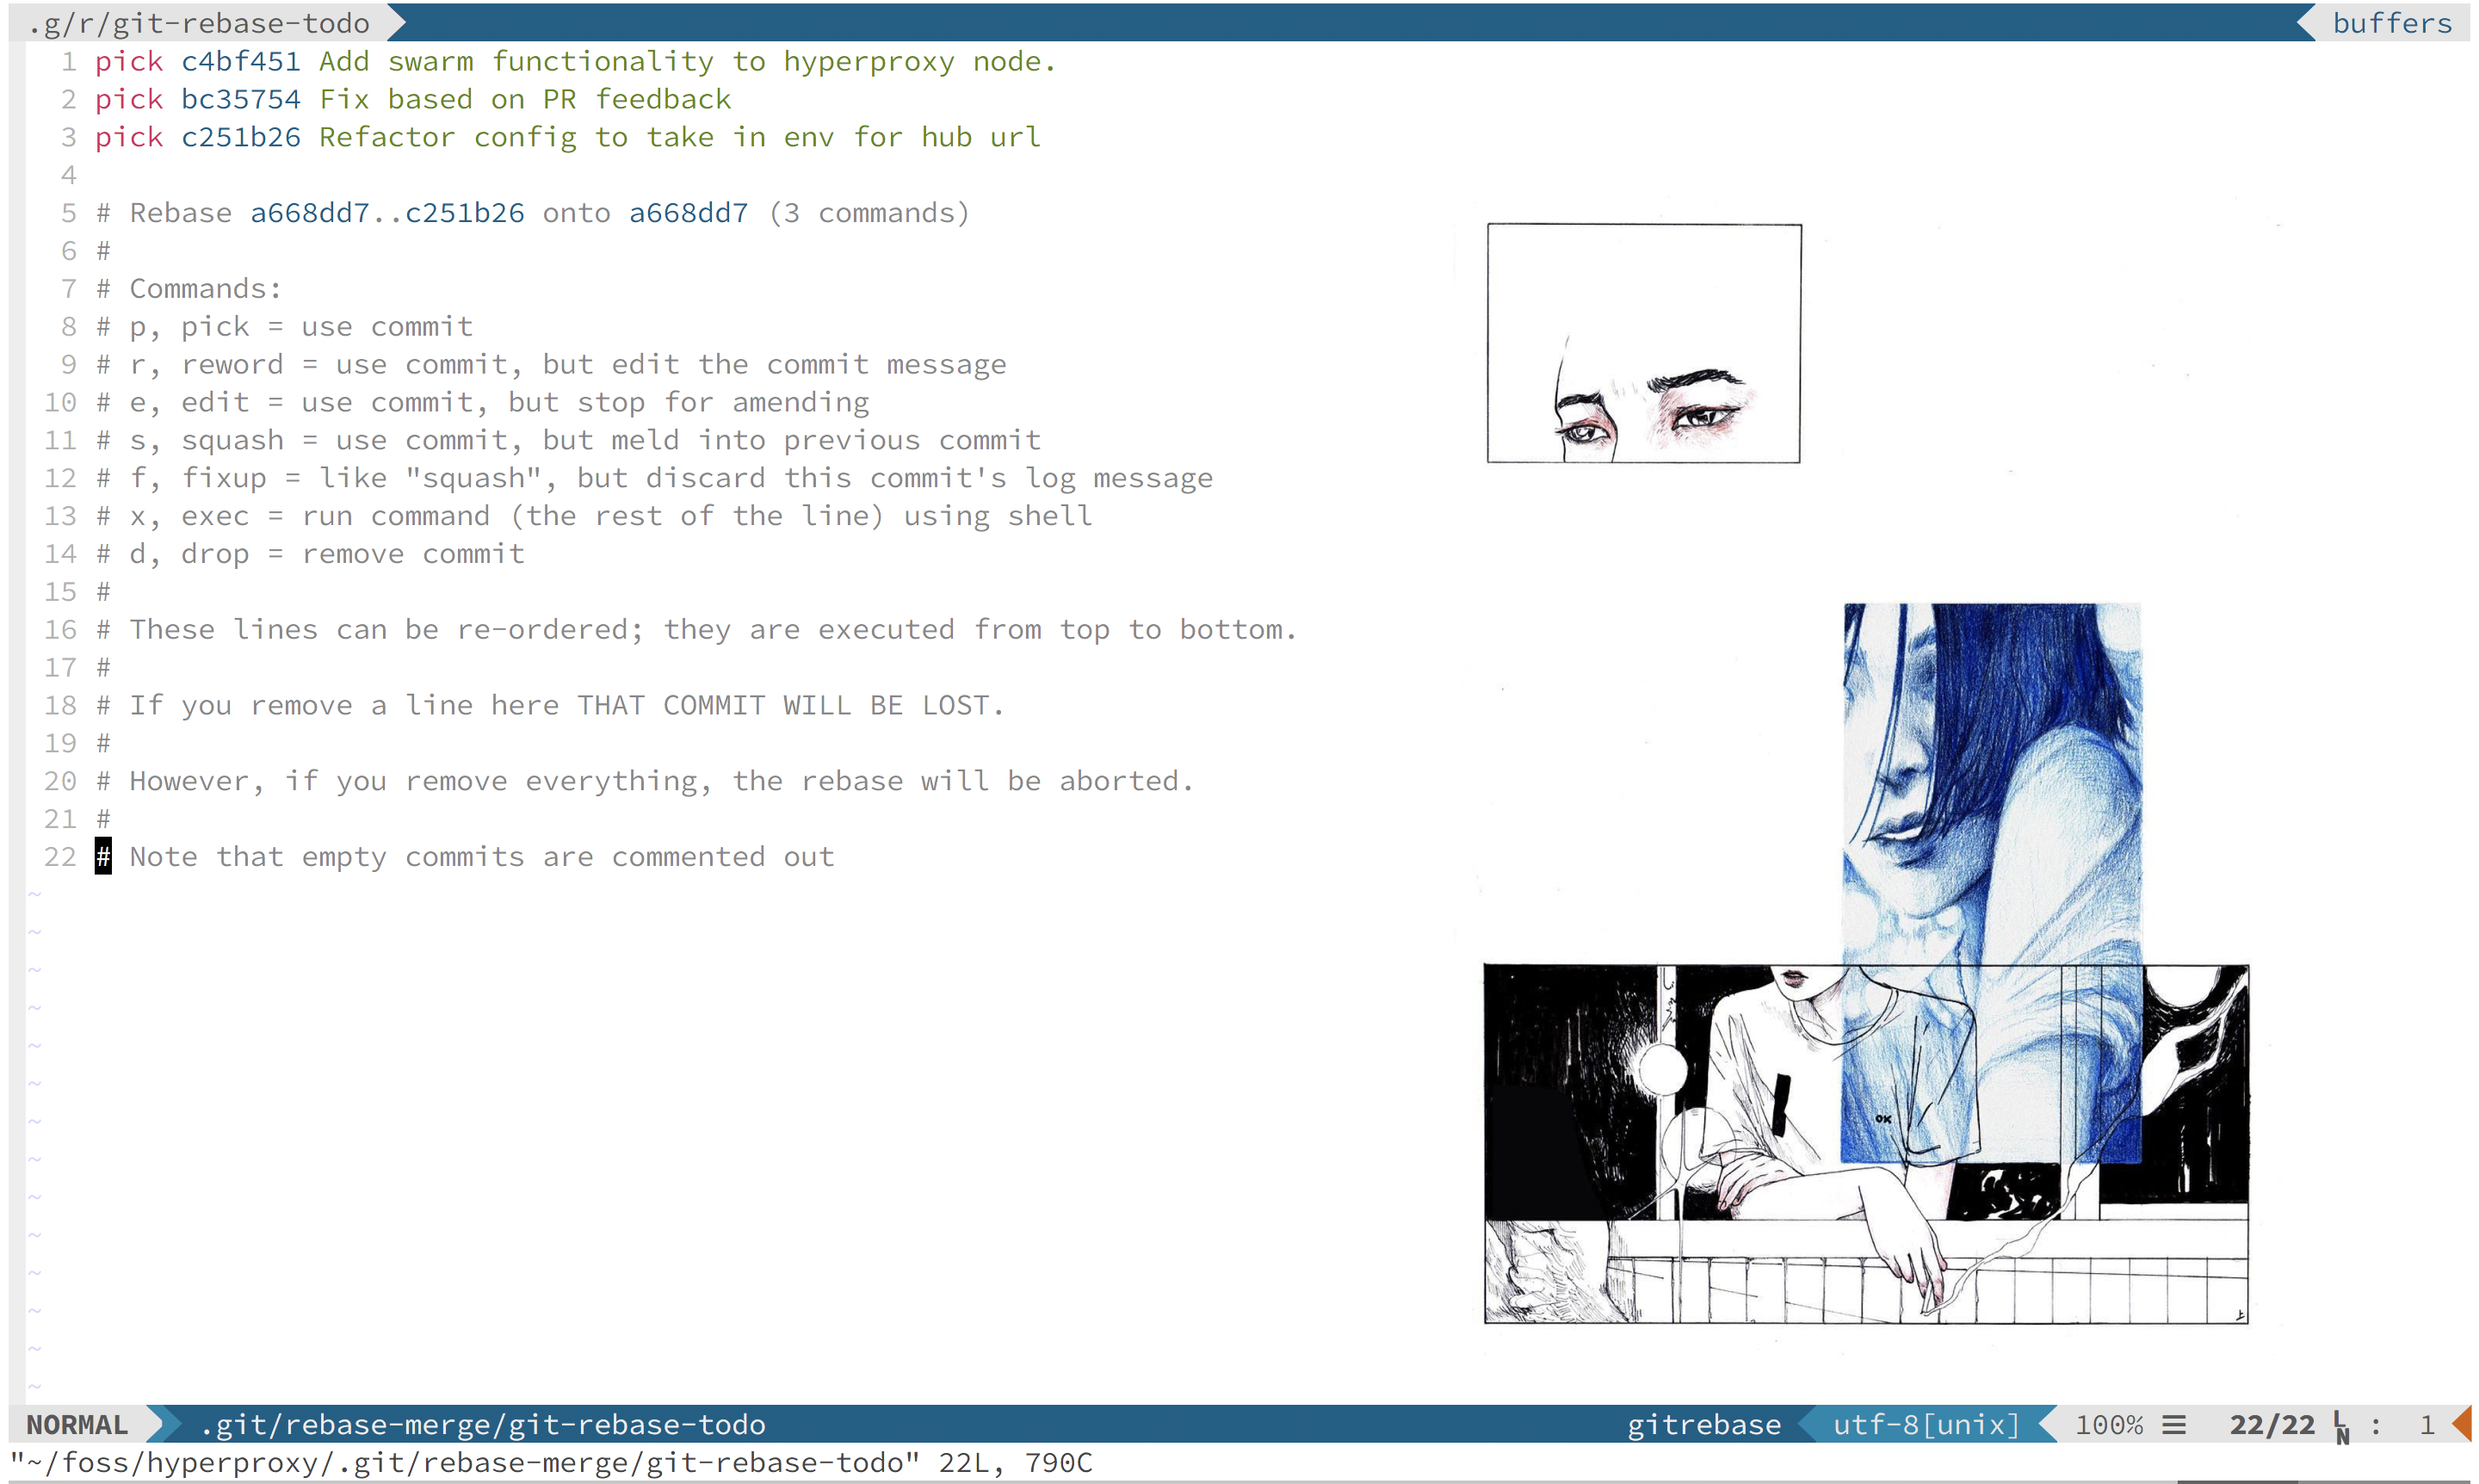 .g/r/git-rebase-todo buffers
1 pick c4bf451 Add swarm functionality to hyperproxy node.
2 pick bc35754 Fix based on PR feedback
3 pick c251b26 Refactor config to take in env for hub url
4
5 # Rebase a668dd7..c251b26 onto a668dd7 (3 commands)
6 #
7 # Commands:
8 # p, pick = use commit
9 # r, reword = use commit, but edit the commit message
10 # e, edit = use commit, but stop for amending
11 # s, squash = use commit, but meld into previous commit
12 # f, fixup = like "squash", but discard this commit's log message
13 # x, exec = run command (the rest of the line) using shell
14 # d, drop = remove commit
15 #
16 # These lines can be re-ordered; they are executed from top to bottom.
17 #
18 # If you remove a line here THAT COMMIT WILL BE LOST.
19 #
20 # However, if you remove everything, the rebase will be aborted.
21 #
22 # Note that empty commits are commented out
~
~
~
~
~
~
~
~
~
~
~
~
~
~
OK
上
NORMAL .git/rebase-merge/git-rebase-todo gitrebase utf-8[unix] 100% ☰ 22/22 LN : 1
"~/foss/hyperproxy/.git/rebase-merge/git-rebase-todo" 22L, 790C